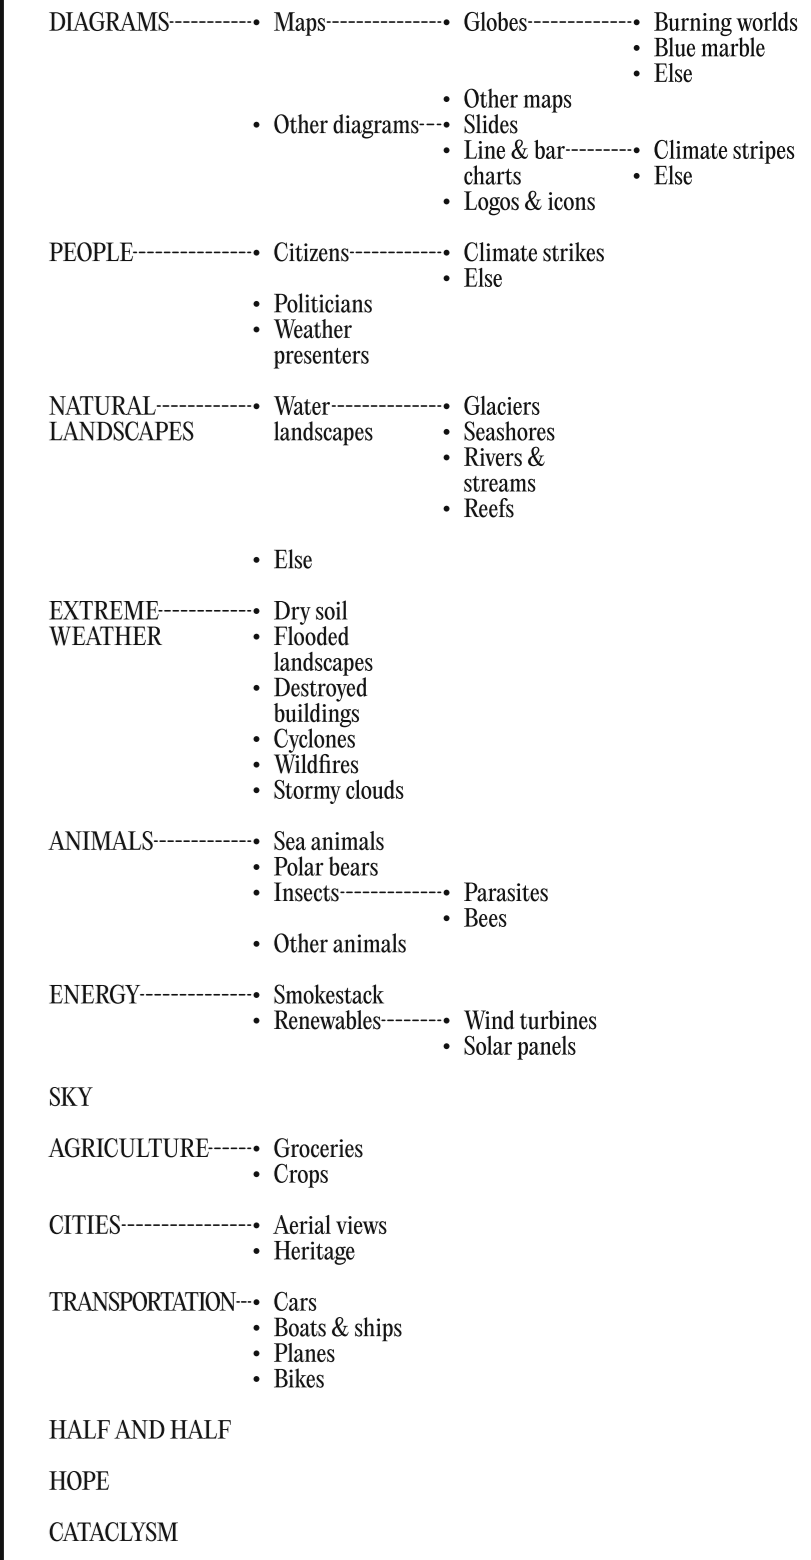 DIAGRAMS • Maps • Globes • Burning worlds
• Blue marble
• Else
• Other maps
• Other diagrams • Slides
• Line & bar • Climate stripes
charts • Else
• Logos & icons
PEOPLE • Citizens • Climate strikes
• Else
• Politicians
• Weather
presenters
NATURAL • Water • Glaciers
LANDSCAPES landscapes • Seashores
• Rivers &
streams
• Reefs
• Else
EXTREME • Dry soil
WEATHER • Flooded
landscapes
• Destroyed
buildings
• Cyclones
• Wildfires
• Stormy clouds
ANIMALS • Sea animals
• Polar bears
• Insects • Parasites
• Bees
• Other animals
ENERGY • Smokestack
• Renewables • Wind turbines
• Solar panels
SKY
AGRICULTURE • Groceries
• Crops
CITIES • Aerial views
• Heritage
TRANSPORTATION • Cars
• Boats & ships
• Planes
• Bikes
HALF AND HALF
HOPE
CATACLYSM